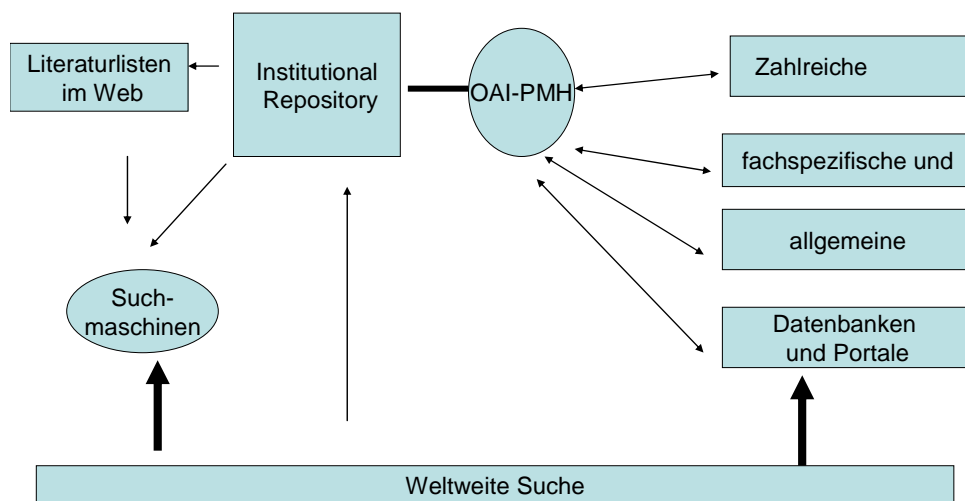 Literaturlisten
im Web
Institutional
Repository
OAI-PMH
Zahlreiche
fachspezifische und
allgemeine
Datenbanken
und Portale
Such-
maschinen
Weltweite Suche